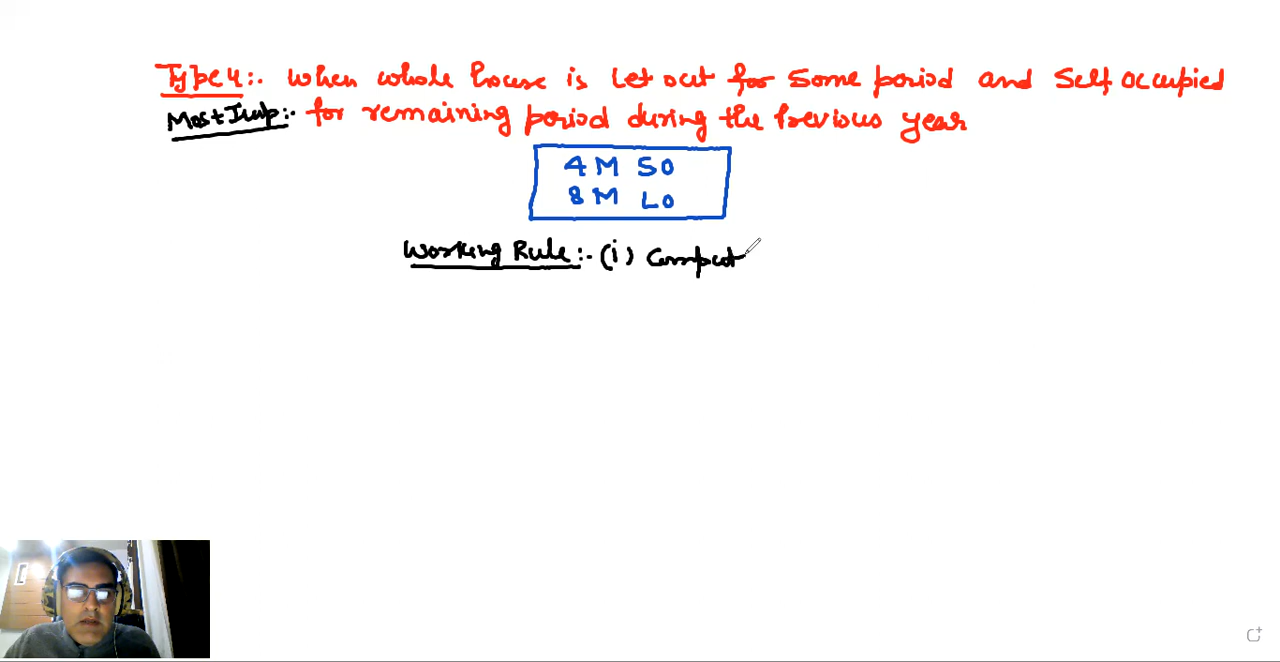 Type 4:. When whole house is Let out for Some period and Self occupied
Most Imp:. for remaining period during the Previous year
4 M SO
8 M LO
Working Rule:. (i) Comput